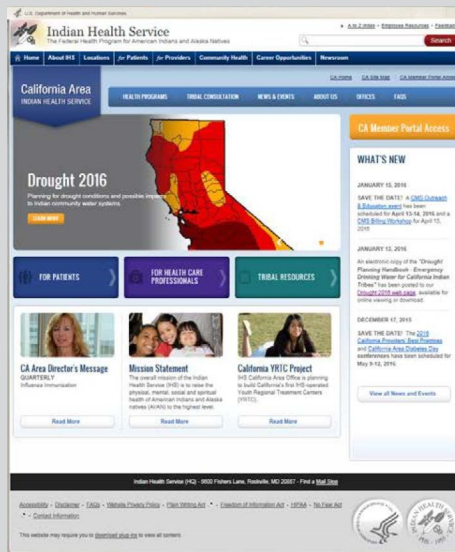 U.S. Department of Health and Human Services
Indian Health Service
The Federal Health Program for American Indians and Alaska Natives
A to Z Index - Employee Resources - Feedback
Search
Home
About IHS
Locations
for Patients
for Providers
Community Health
Career Opportunities
Newsroom
CA Home
CA Site Map
CA Member Portal Access
California Area
INDIAN HEALTH SERVICE
HEALTH PROGRAMS
TRIBAL CONSULTATION
NEWS & EVENTS
ABOUT US
OFFICES
FAQS
Drought 2016
Planning for drought conditions and possible impacts
to Indian community water systems.
LEARN MORE
CA Member Portal Access
WHAT'S NEW
JANUARY 15, 2016
SAVE THE DATE! A CMS Outreach
& Education event has been
scheduled for April 13-14, 2016 and a
CMS Billing Workshop for April 12,
2016
JANUARY 12, 2016
An electronic copy of the "Drought
Planning Handbook - Emergency
Drinking Water for California Indian
Tribes" has been posted to our
Drought 2016 web page, available for
online viewing or download.
DECEMBER 17, 2015
SAVE THE DATE! The 2016
California Providers' Best Practices
and California Area Diabetes Day
conferences have been scheduled for
May 9-12, 2016.
View all News and Events
FOR PATIENTS
FOR HEALTH CARE
PROFESSIONALS
TRIBAL RESOURCES
CA Area Director's Message
QUARTERLY
Influenza Immunization
Read More
Mission Statement
The overall mission of the Indian
Health Service (IHS) is to raise the
physical, mental, social and spiritual
health of American Indians and Alaska
natives (AI/AN) to the highest level.
Read More
California YRTC Project
IHS California Area Office is planning
to build California's first IHS-operated
Youth Regional Treatment Centers
(YRTC).
Read More
Indian Health Service (HQ) - 5600 Fishers Lane, Rockville, MD 20857 - Find a Mail Stop
Accessibility - Disclaimer - FAQs - Website Privacy Policy - Plain Writing Act - Freedom of Information Act - HIPAA - No Fear Act
- Contact Information
This website may require you to download plug-ins to view all content.